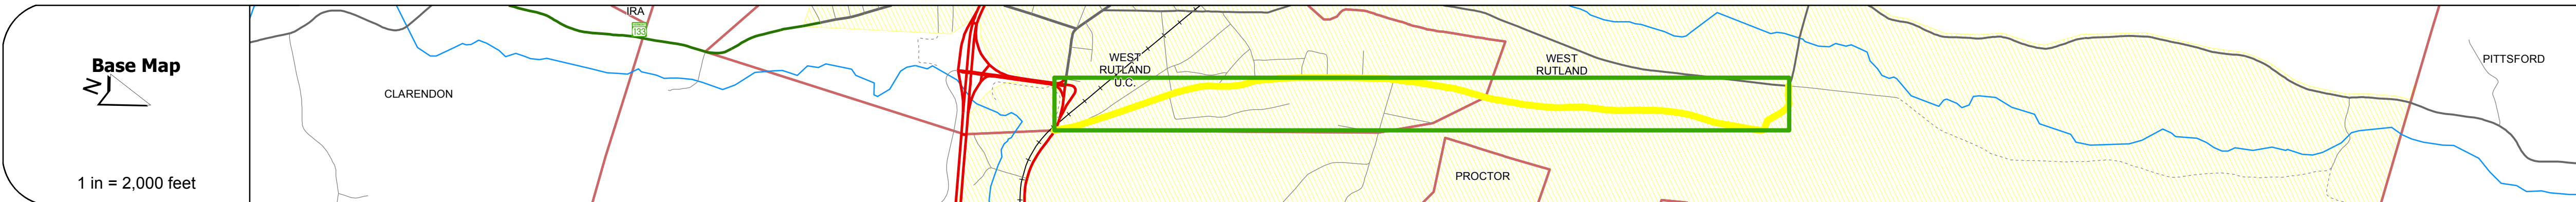 Base Map
N
1 in = 2,000 feet
CLARENDON
IRA
133
WEST
RUTLAND
U.C.
WEST
RUTLAND
PROCTOR
PITTSFORD